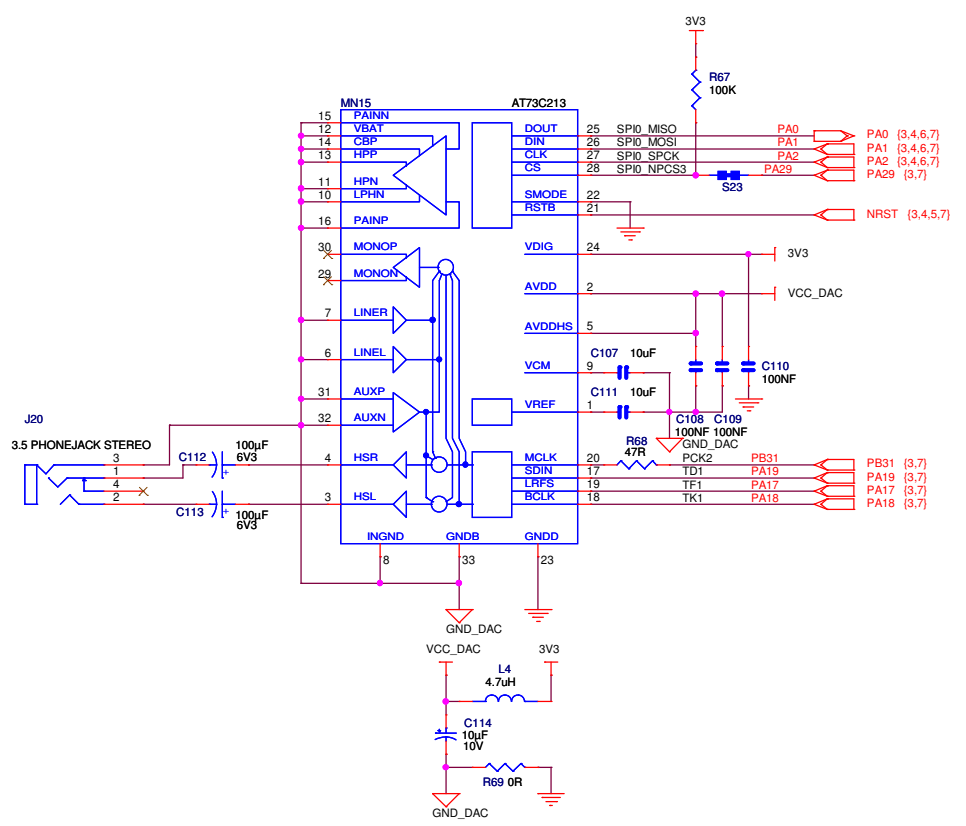 3V3
R67
100K
MN15
AT73C213
15 PAINN
12 VBAT
14 CBP
13 HPP
11 HPN
10 LPHN
16 PAINP
30 MONOP
29 MONON
7 LINER
6 LINEL
31 AUXP
32 AUXN
4 HSR
3 HSL
DOUT 25 SPI0_MISO PA0 PA0 {3,4,6,7}
DIN 26 SPI0_MOSI PA1 PA1 {3,4,6,7}
CLK 27 SPI0_SPCK PA2 PA2 {3,4,6,7}
CS 28 SPI0_NPCS3 PA29 PA29 {3,7}
S23
SMODE 22
RSTB 21 NRST {3,4,5,7}
VDIG 24 3V3
AVDD 2 VCC_DAC
AVDDHS 5
C107 10uF
VCM 9
C111 10uF
VREF 1
C110
100NF
C108 C109
100NF 100NF
GND_DAC
R68
47R
MCLK 20 PCK2 PB31 PB31 {3,7}
SDIN 17 TD1 PA19 PA19 {3,7}
LRFS 19 TF1 PA17 PA17 {3,7}
BCLK 18 TK1 PA18 PA18 {3,7}
J20
3.5 PHONEJACK STEREO
3
1
4
2
C112
100µF
6V3
C113
100µF
6V3
INGND GNDB GNDD
8 33 23
GND_DAC
VCC_DAC 3V3
L4
4.7uH
C114
10µF
10V
R69 0R
GND_DAC